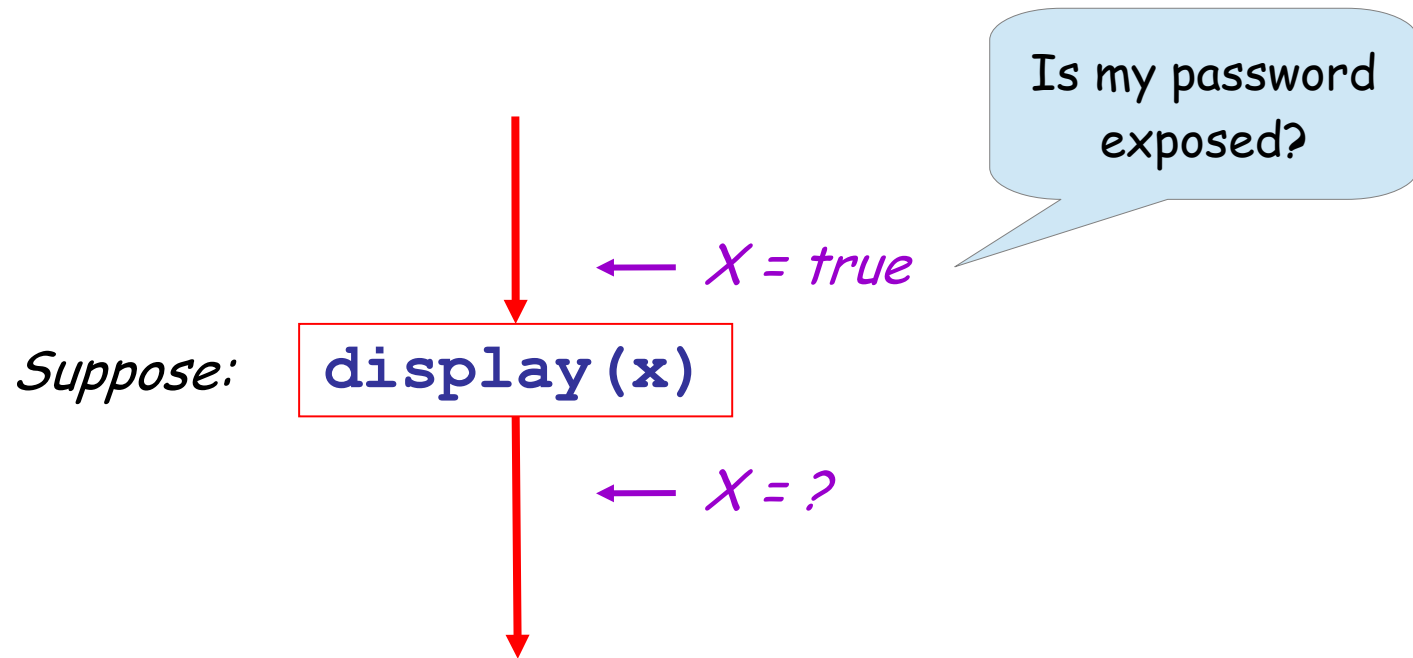 Is my password
exposed?
X = true
Suppose:
display(x)
X = ?